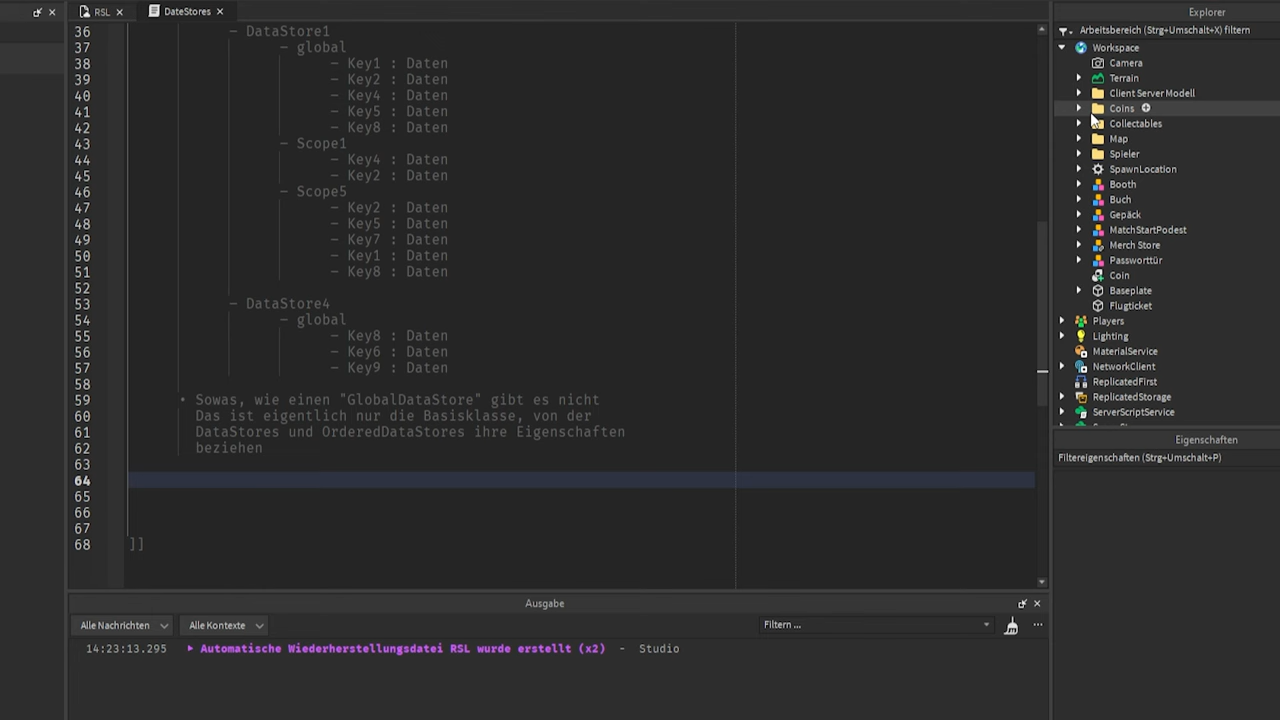 RSL
DateStores
Explorer
Arbeitsbereich (Strg+Umschalt+X) filtern
36 - DataStore1
37 - global
38 - Key1 : Daten
39 - Key2 : Daten
40 - Key4 : Daten
41 - Key5 : Daten
42 - Key8 : Daten
43 - Scope1
44 - Key4 : Daten
45 - Key2 : Daten
46 - Scope5
47 - Key2 : Daten
48 - Key5 : Daten
49 - Key7 : Daten
50 - Key1 : Daten
51 - Key8 : Daten
52
53 - DataStore4
54 - global
55 - Key8 : Daten
56 - Key6 : Daten
57 - Key9 : Daten
58
59 • Sowas, wie einen "GlobalDataStore" gibt es nicht
60 Das ist eigentlich nur die Basisklasse, von der
61 DataStores und OrderedDataStores ihre Eigenschaften
62 beziehen
63
64
65
66
67
68 ]]
Workspace
Camera
Terrain
Client Server Modell
Coins
Collectables
Map
Spieler
SpawnLocation
Booth
Buch
Gepäck
MatchStartPodest
Merch Store
Passworttür
Coin
Baseplate
Flugticket
Players
Lighting
MaterialService
NetworkClient
ReplicatedFirst
ReplicatedStorage
ServerScriptService
Eigenschaften
Filtereigenschaften (Strg+Umschalt+P)
Ausgabe
Alle Nachrichten
Alle Kontexte
Filtern ...
14:23:13.295 Automatische Wiederherstellungsdatei RSL wurde erstellt (x2) - Studio